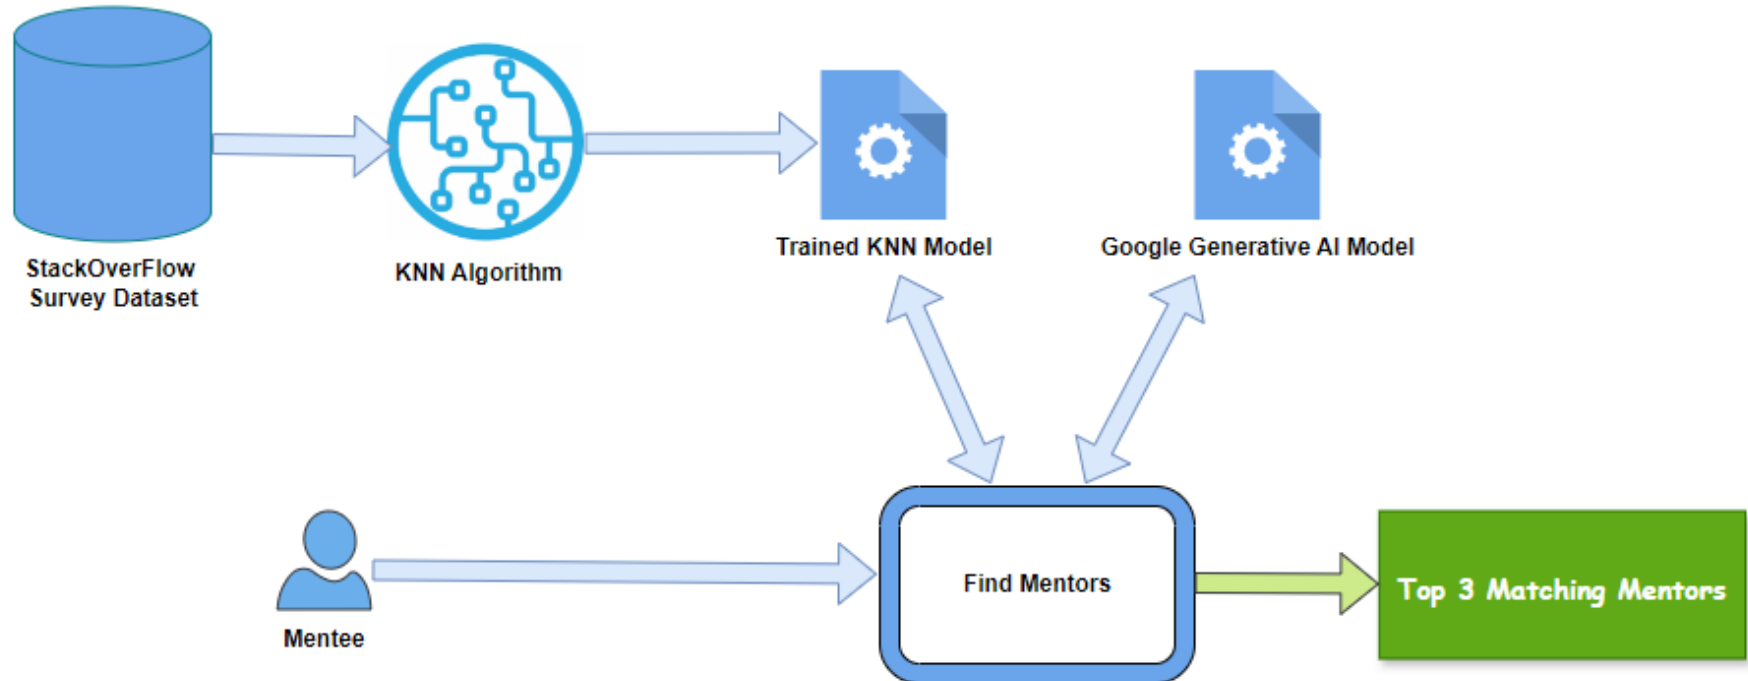 StackOverFlow
Survey Dataset
KNN Algorithm
Trained KNN Model
Google Generative AI Model
Mentee
Find Mentors
Top 3 Matching Mentors